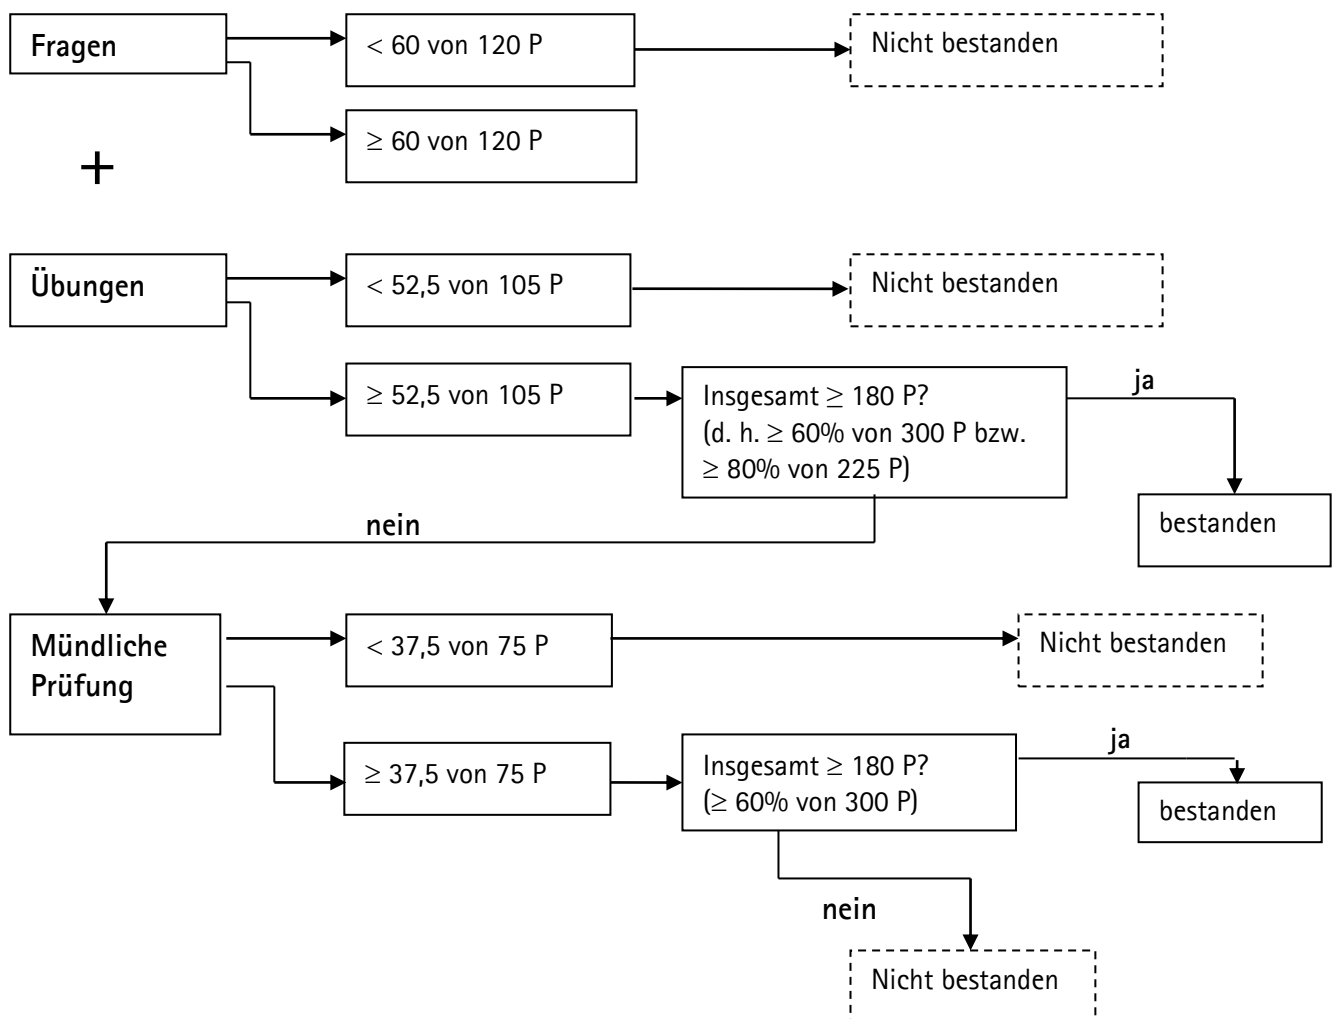 Fragen
< 60 von 120 P
Nicht bestanden
≥ 60 von 120 P
+
Übungen
< 52,5 von 105 P
Nicht bestanden
≥ 52,5 von 105 P
Insgesamt ≥ 180 P?
(d. h. ≥ 60% von 300 P bzw.
≥ 80% von 225 P)
ja
bestanden
nein
Mündliche
Prüfung
< 37,5 von 75 P
Nicht bestanden
≥ 37,5 von 75 P
Insgesamt ≥ 180 P?
(≥ 60% von 300 P)
ja
bestanden
nein
Nicht bestanden